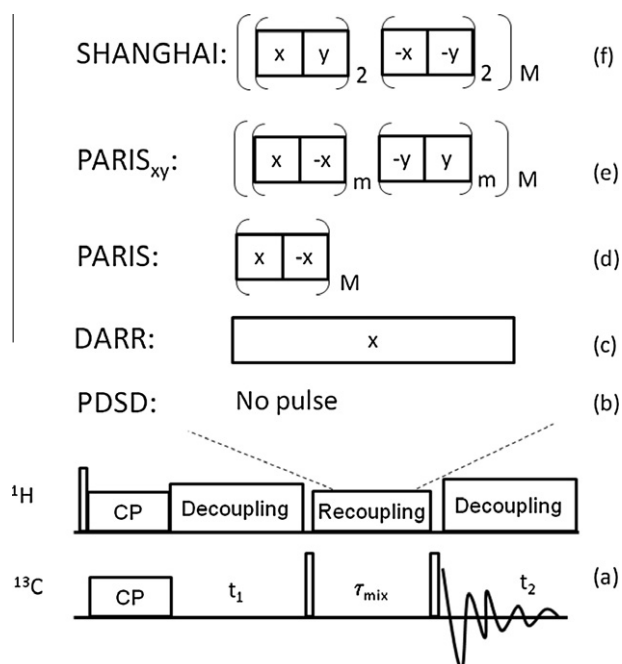 SHANGHAI: ( ( x y )2 ( -x -y )2 )M (f)
PARISxy: ( ( x -x )m ( -y y )m )M (e)
PARIS: ( x -x )M (d)
DARR: x (c)
PDSD: No pulse (b)
1H CP Decoupling Recoupling Decoupling
13C CP t1 τmix t2 (a)